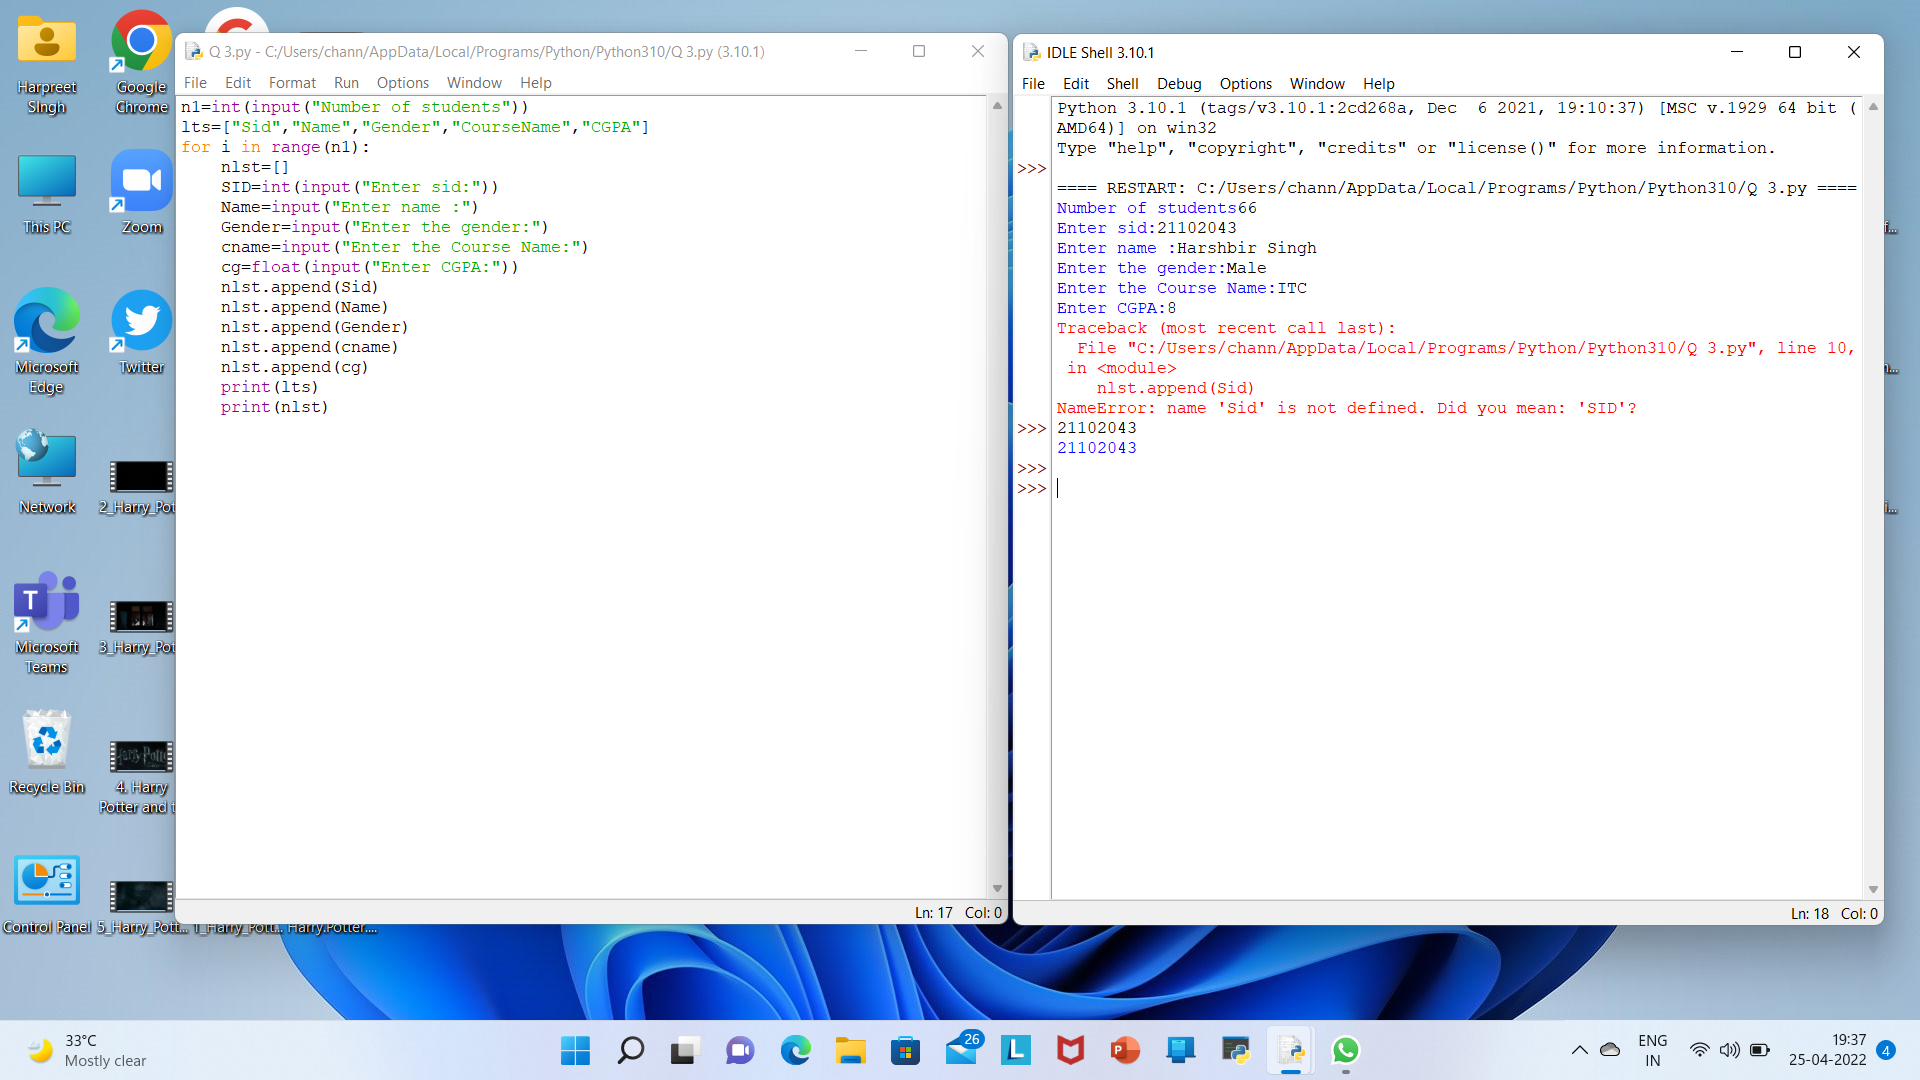 Harpreet
SIngh
Google
Chrome
This PC
Zoom
Microsoft
Edge
Twitter
Network
2_Harry_Pot
Microsoft
Teams
3_Harry_Pot
Recycle Bin
4. Harry
Potter and t
Control Panel
5_Harry_Pott...
1_Harry_Pott...
Harry.Potter....
Q 3.py - C:/Users/chann/AppData/Local/Programs/Python/Python310/Q 3.py (3.10.1)
File Edit Format Run Options Window Help
n1=int(input("Number of students"))
lts=["Sid","Name","Gender","CourseName","CGPA"]
for i in range(n1):
    nlst=[]
    SID=int(input("Enter sid:"))
    Name=input("Enter name :")
    Gender=input("Enter the gender:")
    cname=input("Enter the Course Name:")
    cg=float(input("Enter CGPA:"))
    nlst.append(Sid)
    nlst.append(Name)
    nlst.append(Gender)
    nlst.append(cname)
    nlst.append(cg)
    print(lts)
    print(nlst)
Ln: 17 Col: 0
IDLE Shell 3.10.1
File Edit Shell Debug Options Window Help
Python 3.10.1 (tags/v3.10.1:2cd268a, Dec  6 2021, 19:10:37) [MSC v.1929 64 bit (
AMD64)] on win32
Type "help", "copyright", "credits" or "license()" for more information.
>>>
==== RESTART: C:/Users/chann/AppData/Local/Programs/Python/Python310/Q 3.py ====
Number of students66
Enter sid:21102043
Enter name :Harshbir Singh
Enter the gender:Male
Enter the Course Name:ITC
Enter CGPA:8
Traceback (most recent call last):
  File "C:/Users/chann/AppData/Local/Programs/Python/Python310/Q 3.py", line 10,
 in <module>
    nlst.append(Sid)
NameError: name 'Sid' is not defined. Did you mean: 'SID'?
>>> 21102043
21102043
>>>
>>>
Ln: 18 Col: 0
33°C
Mostly clear
26
ENG
IN
19:37
25-04-2022
4